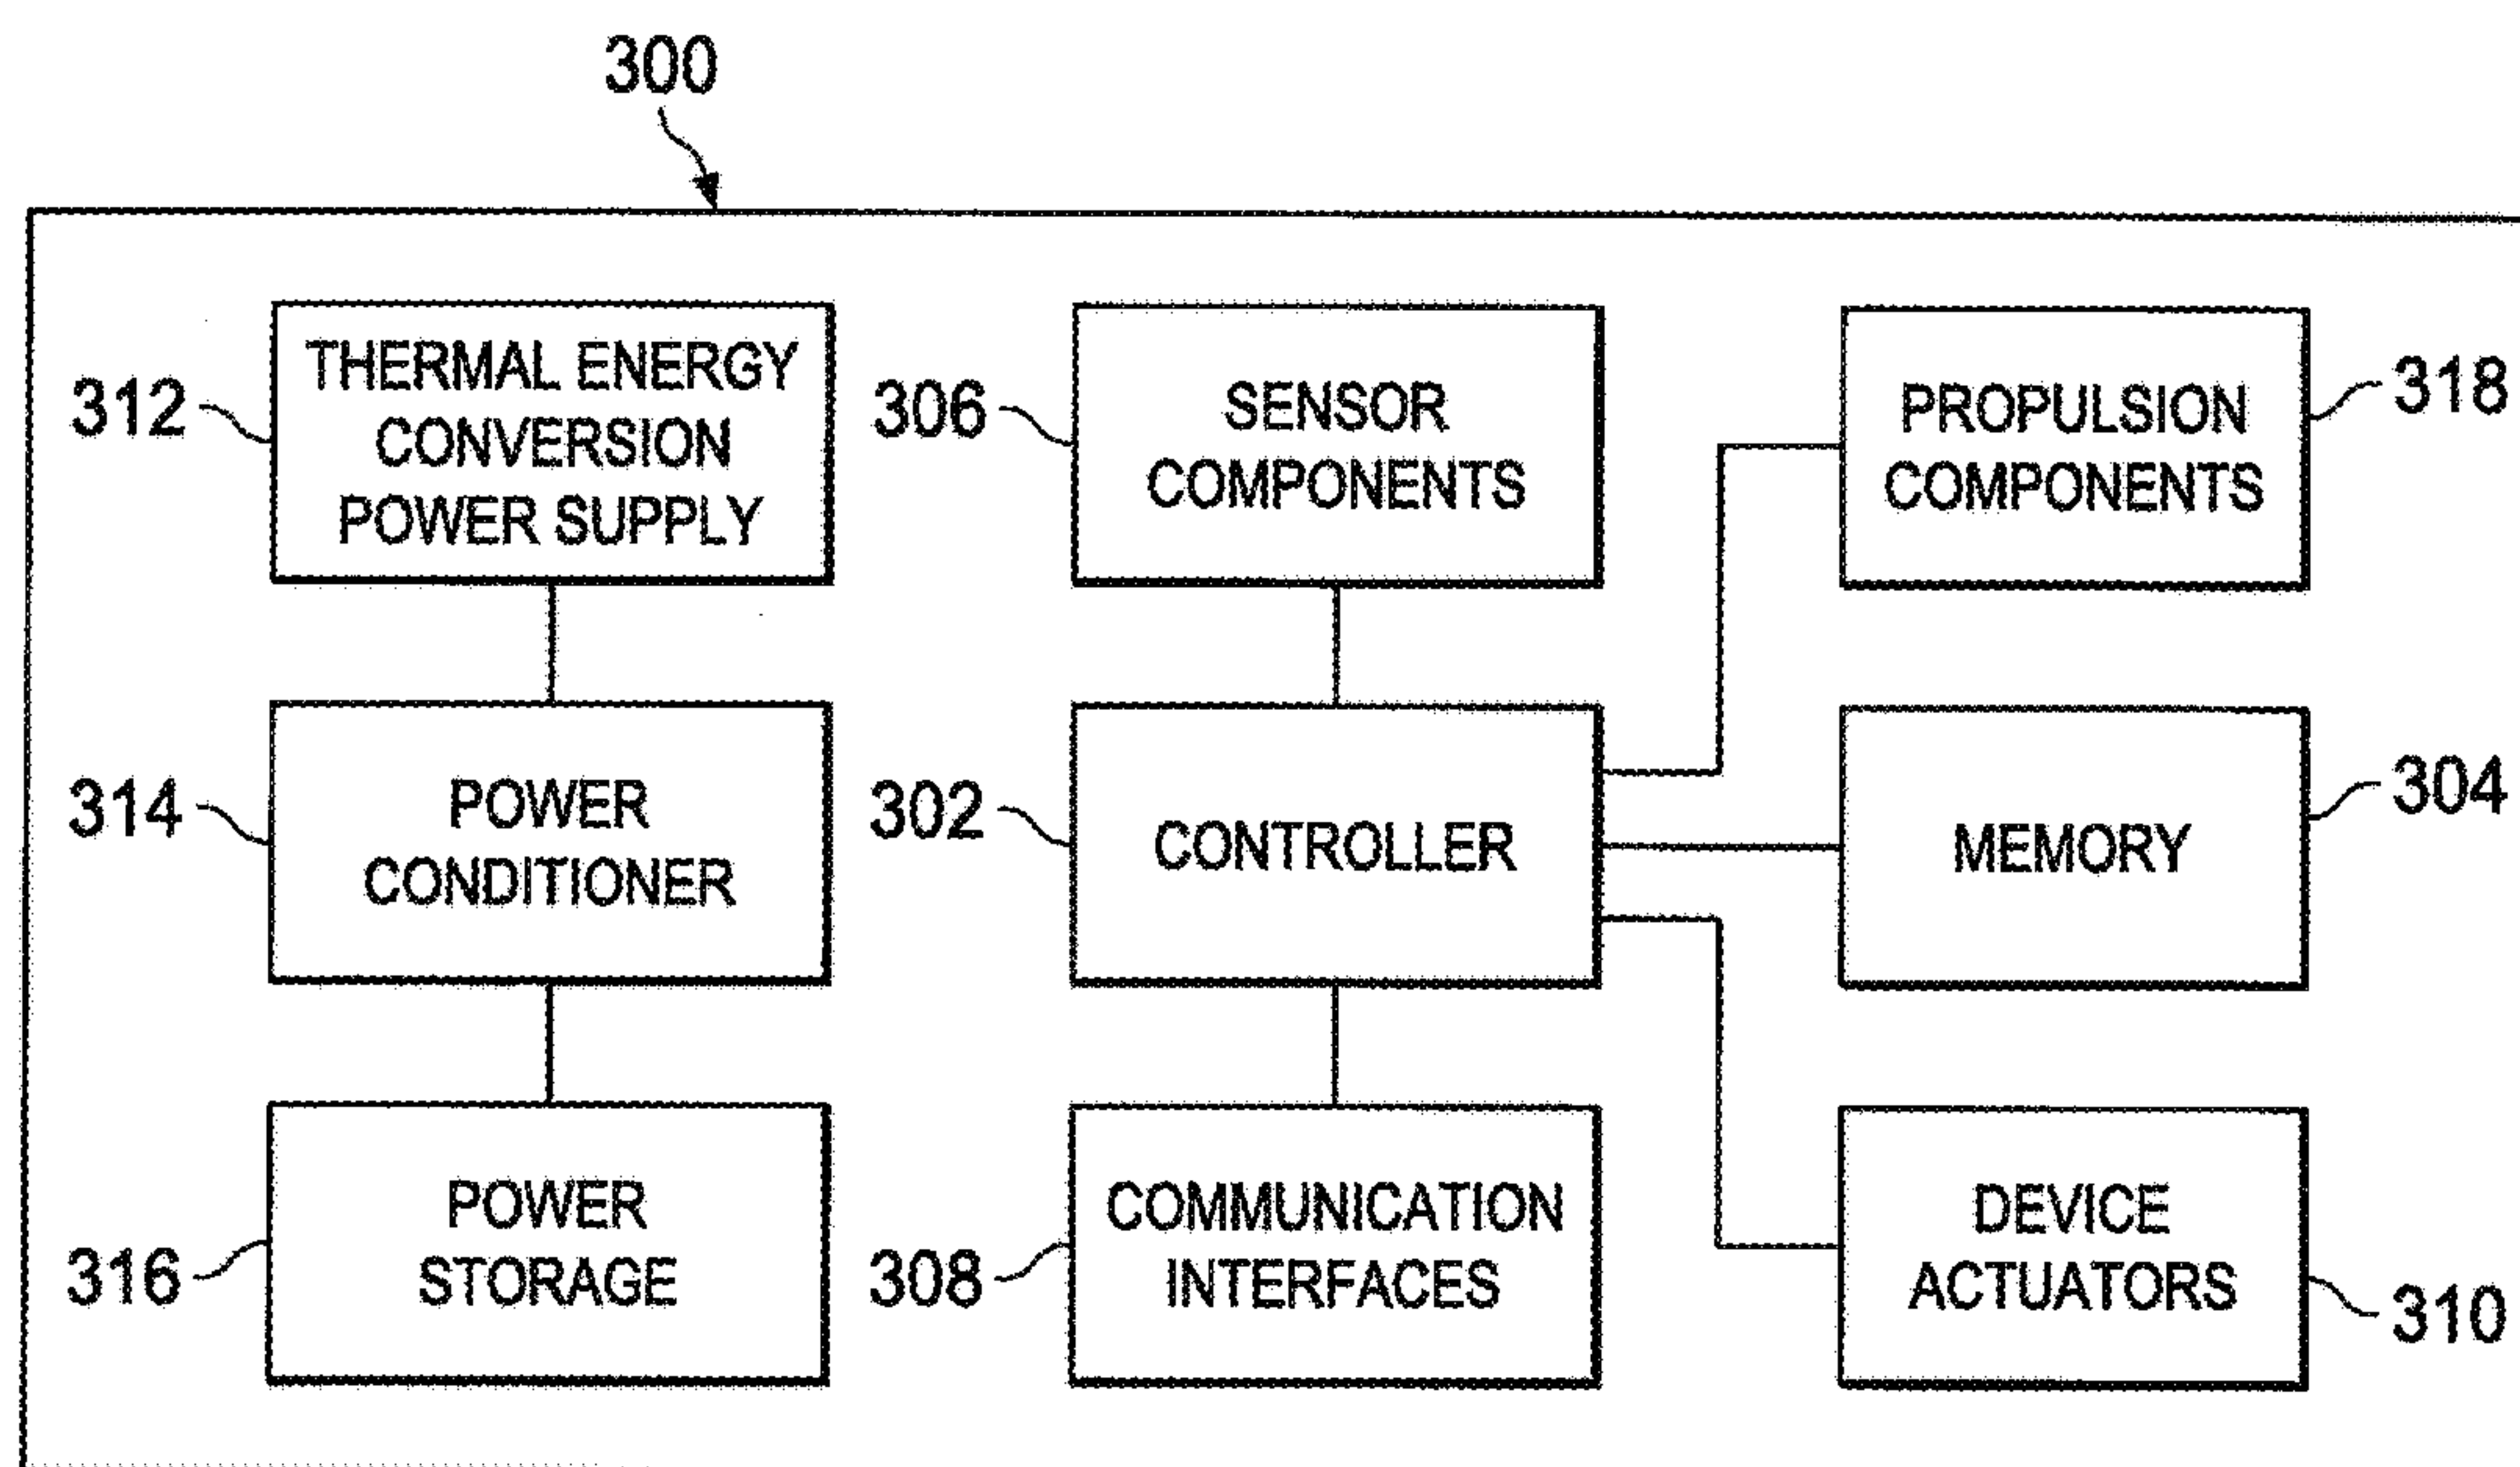 300
312
THERMAL ENERGY
CONVERSION
POWER SUPPLY
306
SENSOR
COMPONENTS
PROPULSION
COMPONENTS
318
314
POWER
CONDITIONER
302
CONTROLLER
MEMORY
304
316
POWER
STORAGE
308
COMMUNICATION
INTERFACES
DEVICE
ACTUATORS
310